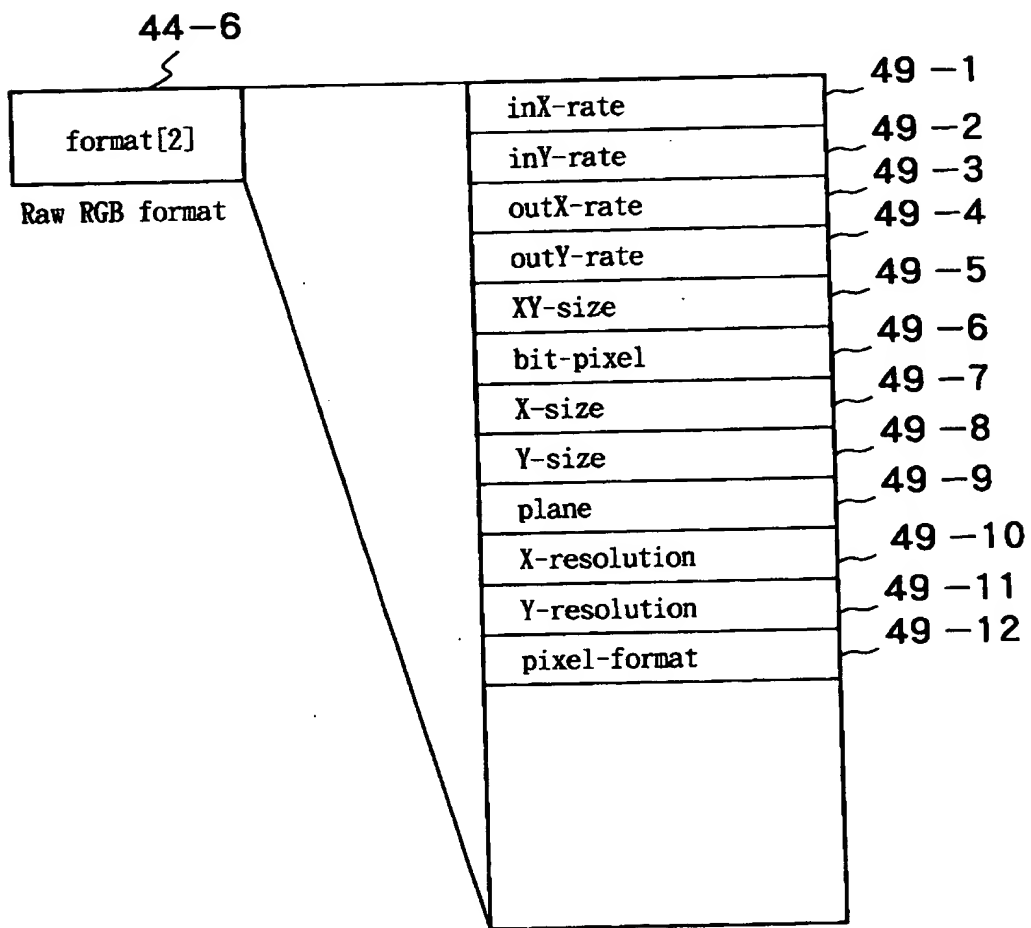 44-6
format[2]
Raw RGB format
inX-rate 49-1
inY-rate 49-2
outX-rate 49-3
outY-rate 49-4
XY-size 49-5
bit-pixel 49-6
X-size 49-7
Y-size 49-8
plane 49-9
X-resolution 49-10
Y-resolution 49-11
pixel-format 49-12